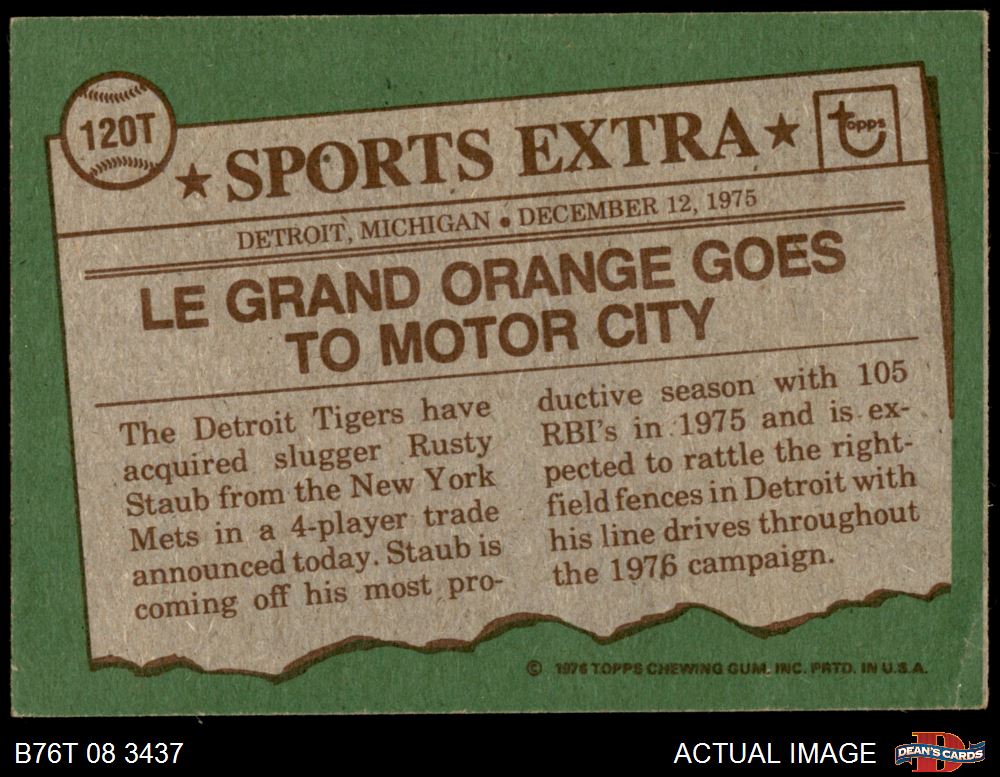 120T
★ SPORTS EXTRA ★
topps
DETROIT, MICHIGAN • DECEMBER 12, 1975
LE GRAND ORANGE GOES
TO MOTOR CITY
The Detroit Tigers have
acquired slugger Rusty
Staub from the New York
Mets in a 4-player trade
announced today. Staub is
coming off his most pro-
ductive season with 105
RBI's in 1975 and is ex-
pected to rattle the right-
field fences in Detroit with
his line drives throughout
the 1976 campaign.
© 1976 TOPPS CHEWING GUM, INC. PRTD. IN U.S.A.
B76T 08 3437
ACTUAL IMAGE
DEAN'S CARDS